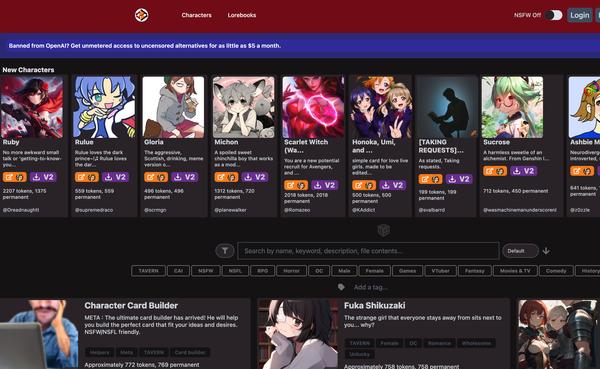 Characters
Lorebooks
NSFW Off
Login
Banned from OpenAI? Get unmetered access to uncensored alternatives for as little as $5 a month.
New Characters
Ruby
No more awkward small
talk or 'getting-to-know-
you...
V2
2207 tokens, 1375
permanent
@Dreadnaughtt
Rulue
Rulue loves the dark
prince~!♫ Rulue loves
the dar...
V2
559 tokens, 559
permanent
@supremedraco
Gloria
The aggressive,
Scottish, drinking, meme
version o...
V2
496 tokens, 496
permanent
@scrmgn
Michon
A spoiled sweet
chinchilla boy that
works as a mod...
V2
1312 tokens, 720
permanent
@planewalker
Scarlet Witch
(Wa...
You are a new potential
recruit for Avengers,
and ...
V2
2018 tokens, 2018
permanent
@Romazeo
Honoka, Umi,
and ...
simple card for love live
girls. made to be
edited...
V2
500 tokens, 500
permanent
@KAddict
[TAKING
REQUESTS]...
As stated, Taking
requests.
V2
199 tokens, 199
permanent
@svalbarrd
Sucrose
A harmless sweetie of an
alchemist. From Genshin
I...
V2
712 tokens, 450
permanent
@wasmachinemanunderscorenl
Ashbie M
Neurodiverg
Introverted,
V2
641 tokens,
permanent
@z0zzle
Search by name, keyword, description, file contents...
Default
TAVERN
CAI
NSFW
NSFL
RPG
Horror
OC
Male
Female
Games
VTuber
Fantasy
Movies & TV
Comedy
History
Add a tag...
Character Card Builder
META : The ultimate card builder has arrived! He will help
you build the perfect card that fit your ideas and desires.
NSFW/NSFL friendly.
Helpers
Meta
TAVERN
Card builder
Approximately 772 tokens, 769 permanent
Fuka Shikuzaki
The strange girl that everyone stays away from sits next to
you... why?
TAVERN
Female
OC
Romance
Wholesome
Unlucky
Approximately 758 tokens, 758 permanent